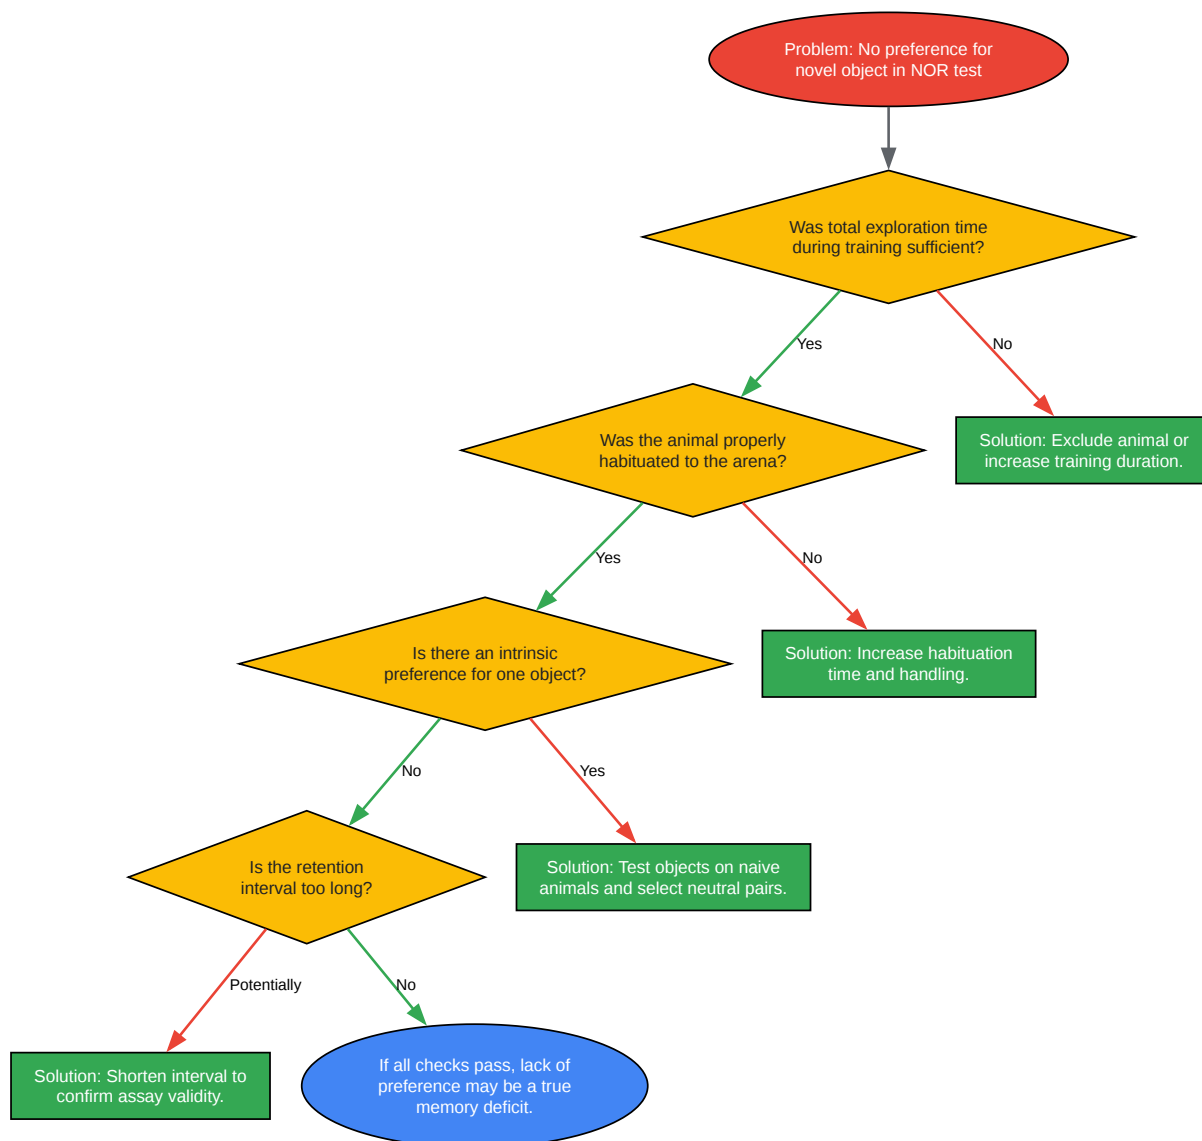 Problem: No preference for
novel object in NOR test
Was total exploration time
during training sufficient?
Yes
No
Was the animal properly
habituated to the arena?
Solution: Exclude animal or
increase training duration.
Yes
No
Is there an intrinsic
preference for one object?
Solution: Increase habituation
time and handling.
No
Yes
Is the retention
interval too long?
Solution: Test objects on naive
animals and select neutral pairs.
Potentially
No
Solution: Shorten interval to
confirm assay validity.
If all checks pass, lack of
preference may be a true
memory deficit.